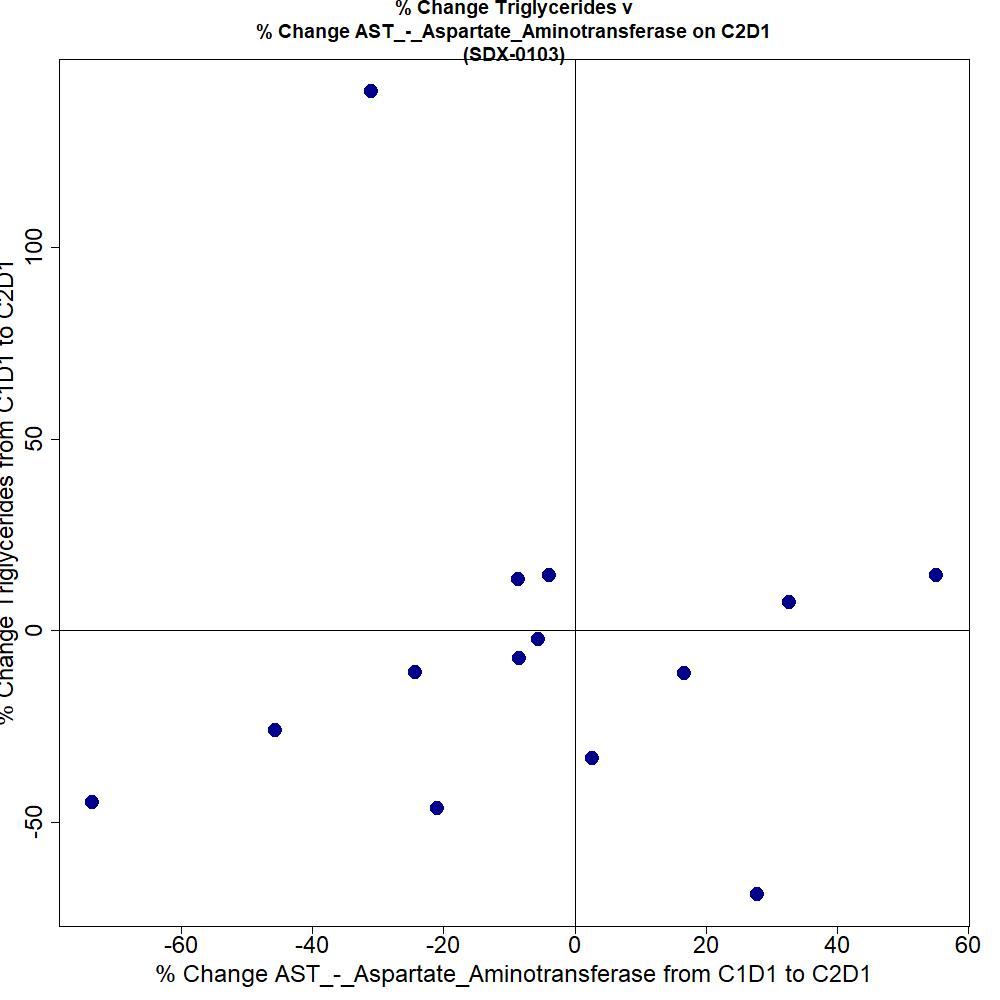 % Change Triglycerides v
% Change AST_-_Aspartate_Aminotransferase on C2D1
(SDX-0103)
% Change Triglycerides from C1D1 to C2D1
100
50
0
-50
-60 -40 -20 0 20 40 60
% Change AST_-_Aspartate_Aminotransferase from C1D1 to C2D1